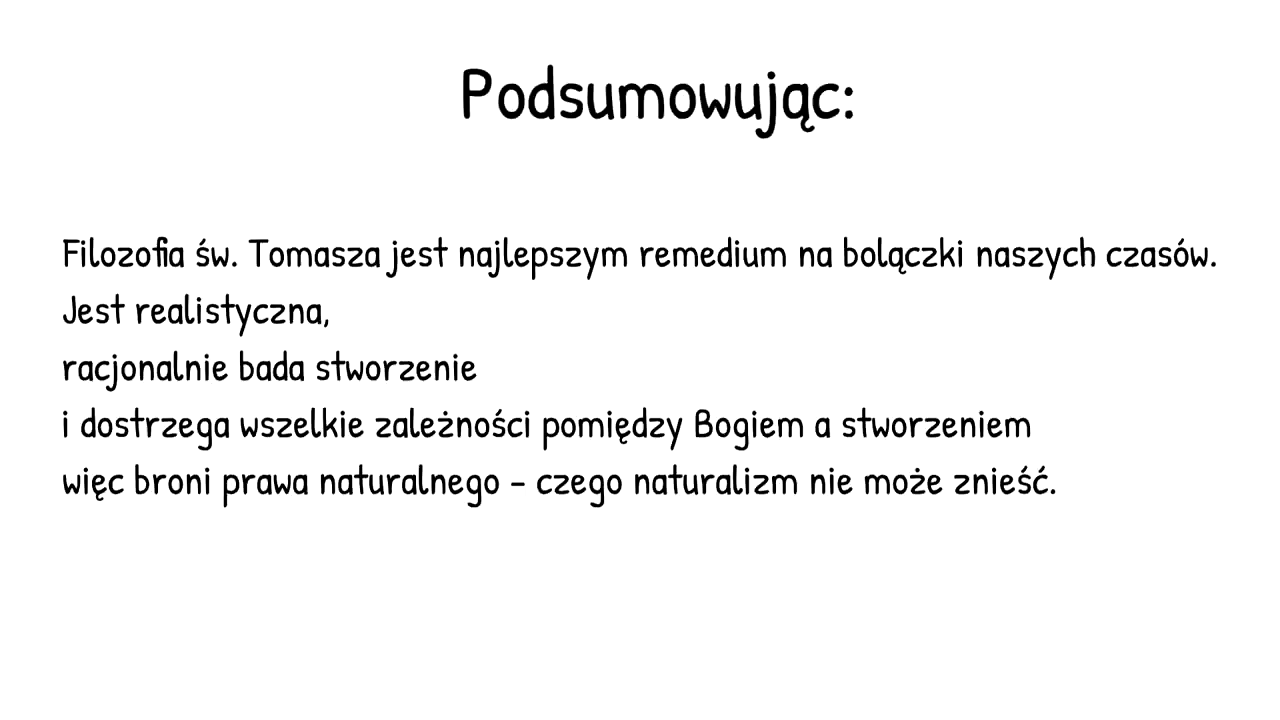 Podsumowując:
Filozofia św. Tomasza jest najlepszym remedium na bolączki naszych czasów.
Jest realistyczna,
racjonalnie bada stworzenie
i dostrzega wszelkie zależności pomiędzy Bogiem a stworzeniem
więc broni prawa naturalnego - czego naturalizm nie może znieść.